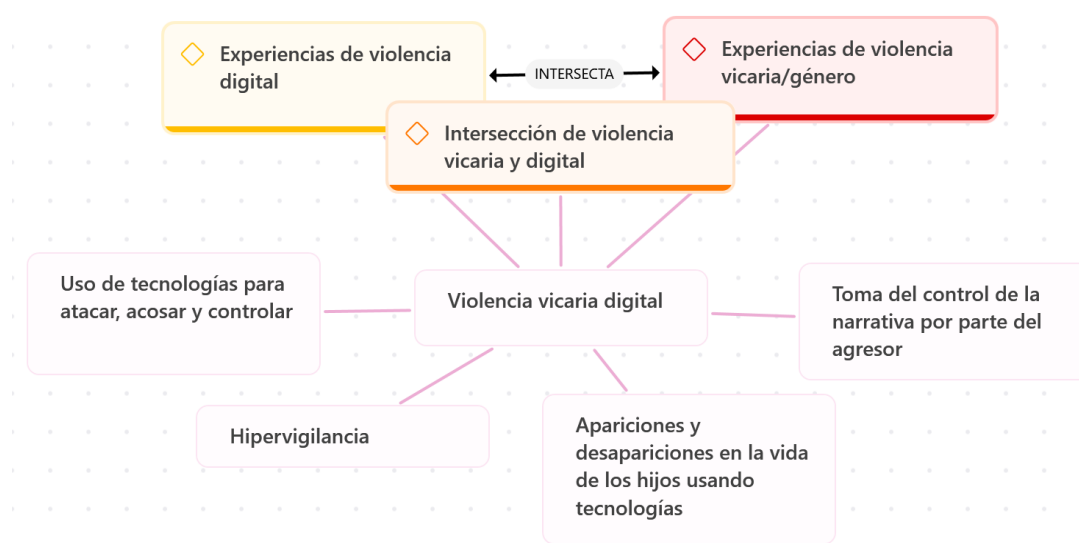 Experiencias de violencia
digital
INTERSECTA
Experiencias de violencia
vicaria/género
Intersección de violencia
vicaria y digital
Uso de tecnologías para
atacar, acosar y controlar
Violencia vicaria digital
Toma del control de la
narrativa por parte del
agresor
Hipervigilancia
Apariciones y
desapariciones en la vida
de los hijos usando
tecnologías